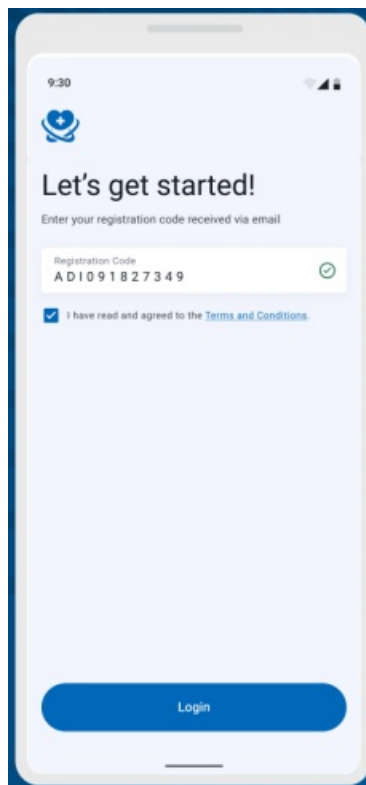 9:30
Let's get started!
Enter your registration code received via email
Registration Code
ADI091827349
I have read and agreed to the Terms and Conditions.
Login